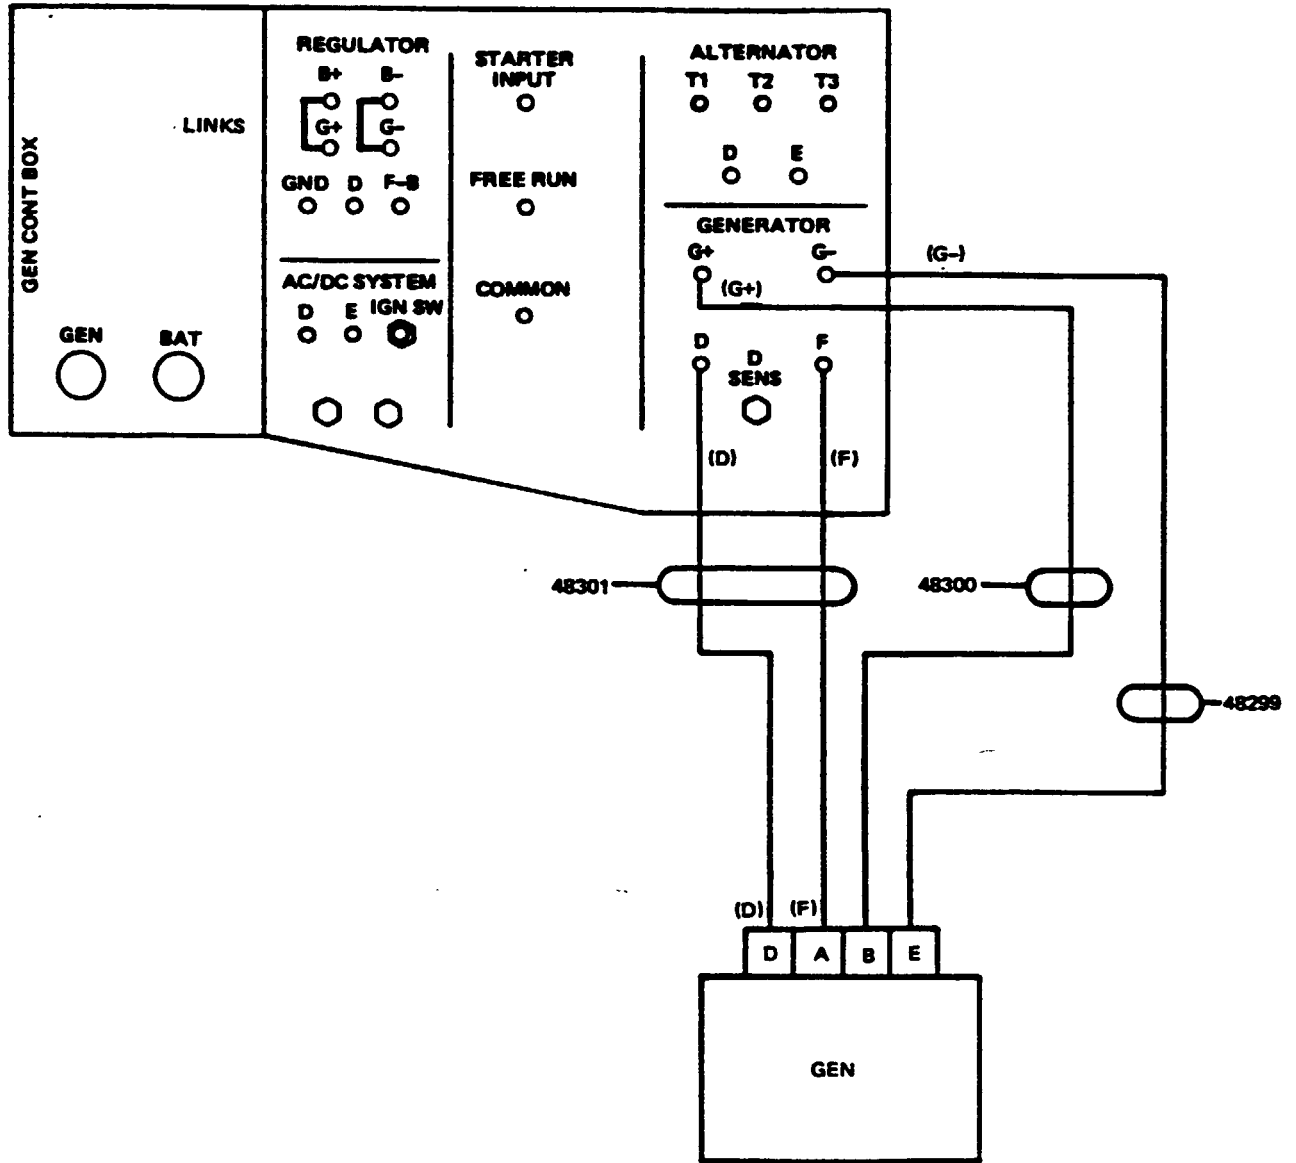 GEN CONT BOX
LINKS
GEN
BAT
REGULATOR
B+ B-
G+ G-
GND D F-B
AC/DC SYSTEM
D E IGN SW
STARTER
INPUT
FREE RUN
COMMON
ALTERNATOR
T1 T2 T3
D E
GENERATOR
G+ G-
(G+)
(G-)
D F
D
SENS
(D) (F)
48301
48300
48299
(D) (F)
D A B E
GEN